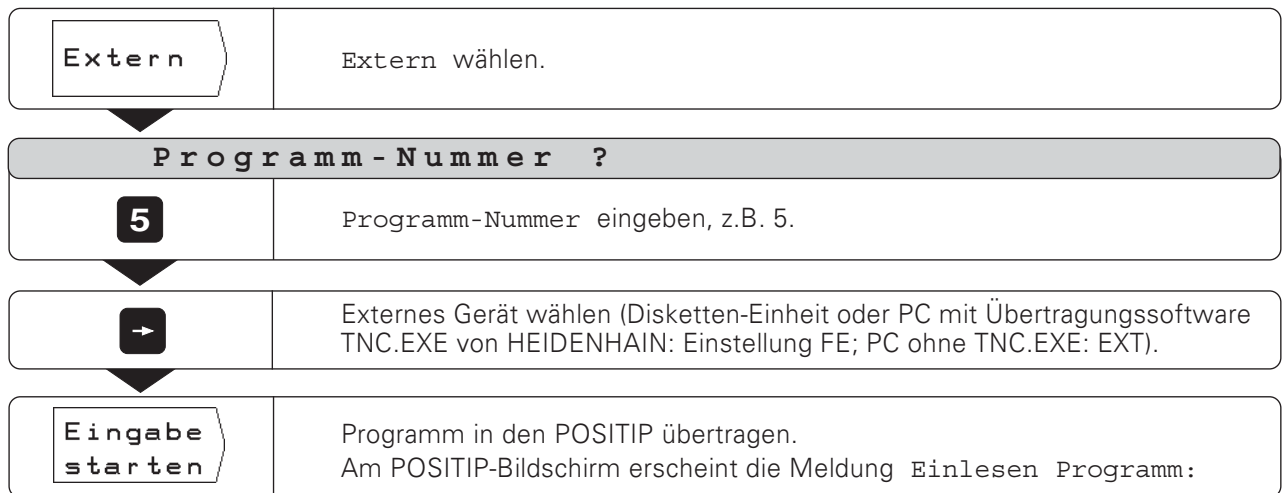 Extern
Extern wählen.
Programm-Nummer ?
5
Programm-Nummer eingeben, z.B. 5.
Externes Gerät wählen (Disketten-Einheit oder PC mit Übertragungssoftware
TNC.EXE von HEIDENHAIN: Einstellung FE; PC ohne TNC.EXE: EXT).
Eingabe
starten
Programm in den POSITIP übertragen.
Am POSITIP-Bildschirm erscheint die Meldung Einlesen Programm: